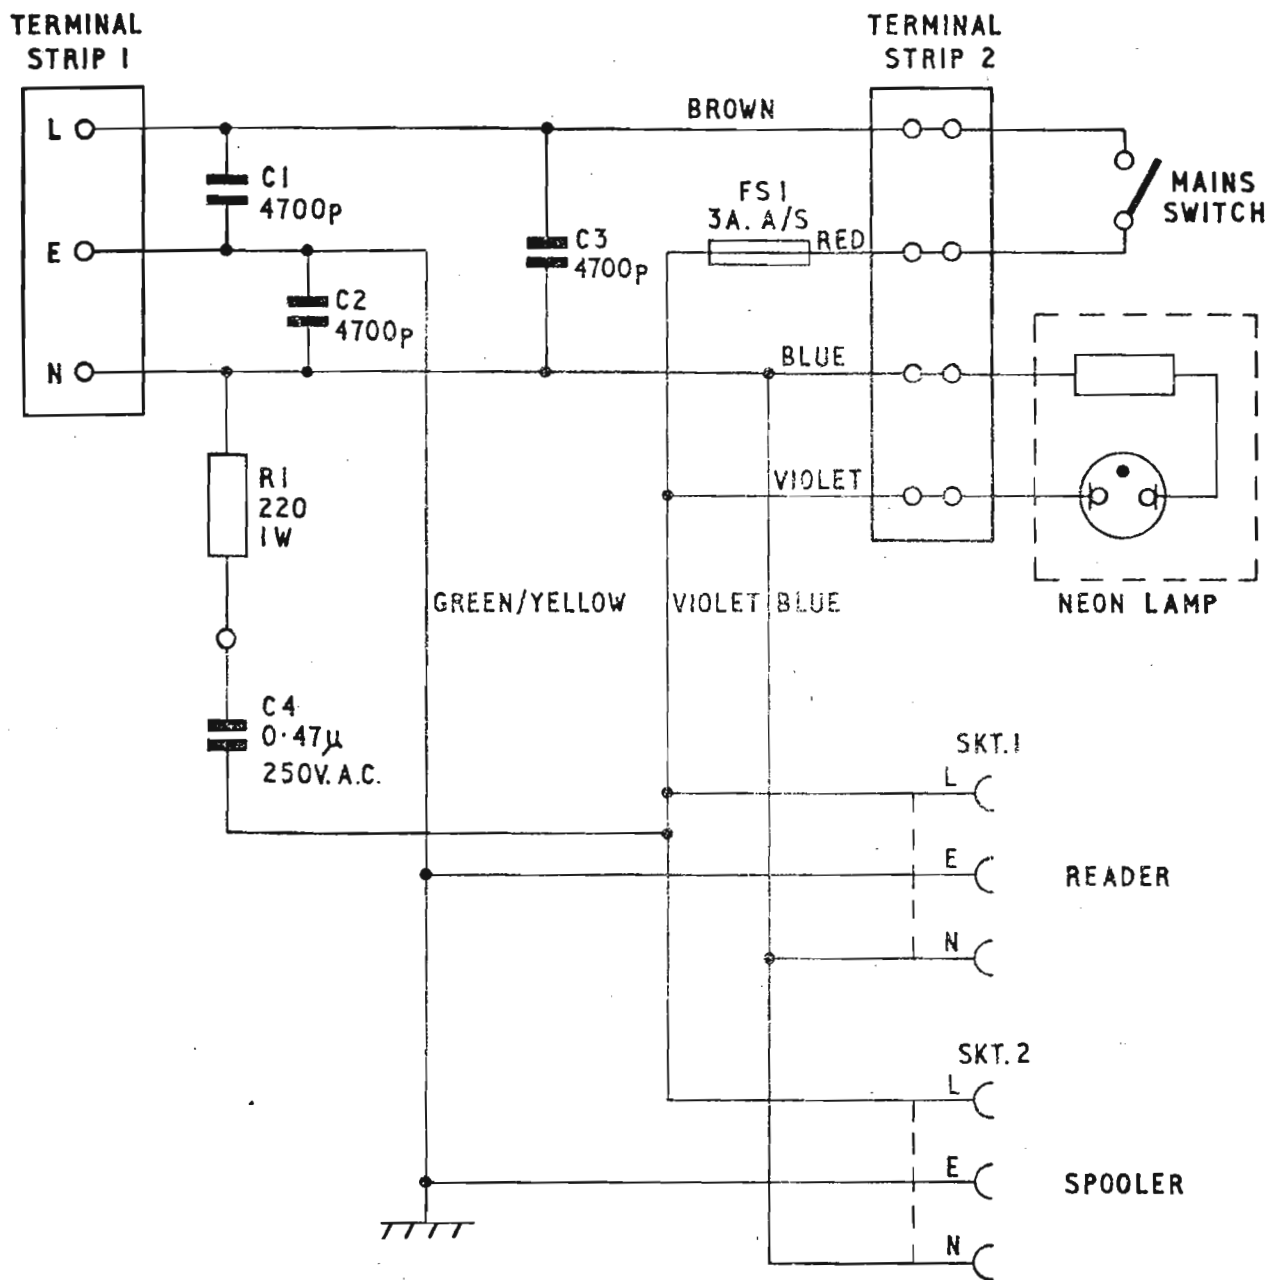 TERMINAL
STRIP 1
TERMINAL
STRIP 2
L
BROWN
C1
4700p
FS1
3A. A/S
RED
MAINS
SWITCH
E
C3
4700p
C2
4700p
BLUE
N
R1
220
1W
VIOLET
GREEN/YELLOW
VIOLET
BLUE
NEON LAMP
C4
0·47µ
250V. A.C.
SKT.1
L
E
READER
N
SKT. 2
L
E
SPOOLER
N